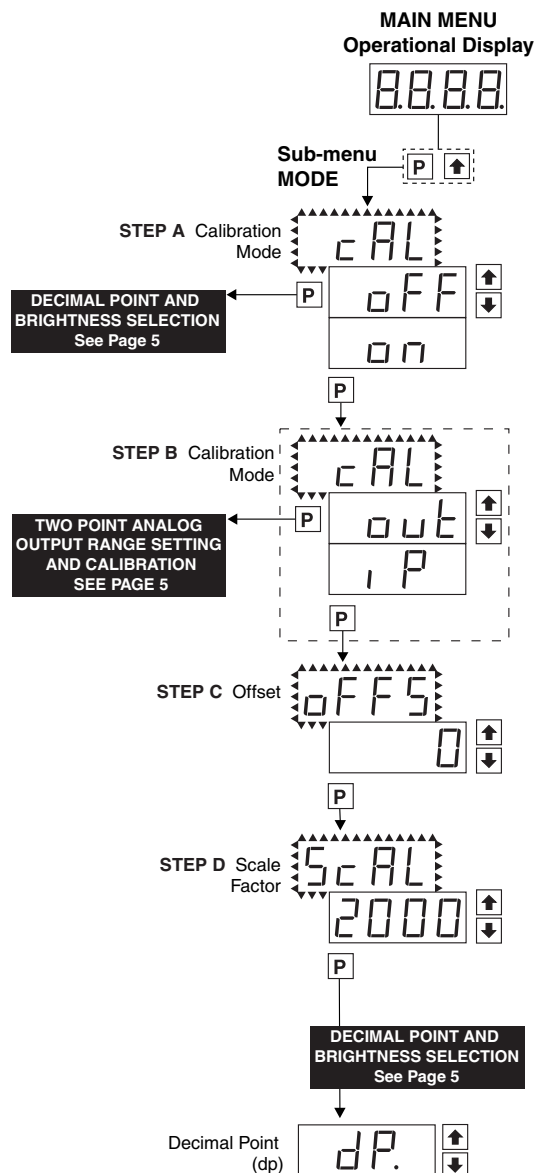 MAIN MENU
Operational Display
8.8.8.8.
Sub-menu
MODE
P
STEP A Calibration
Mode
cAL
P
oFF
on
DECIMAL POINT AND
BRIGHTNESS SELECTION
See Page 5
P
STEP B Calibration
Mode
cAL
P
out
iP
TWO POINT ANALOG
OUTPUT RANGE SETTING
AND CALIBRATION
SEE PAGE 5
P
STEP C Offset
oFFS
0
P
STEP D Scale
Factor
ScAL
2000
P
DECIMAL POINT AND
BRIGHTNESS SELECTION
See Page 5
Decimal Point
(dp)
dP.